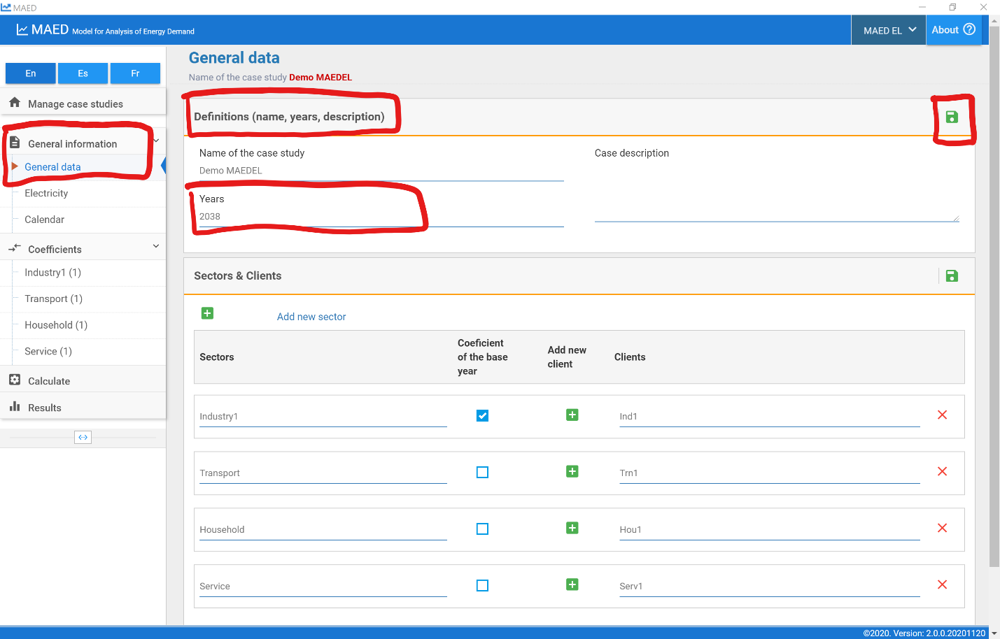 MAED
MAED Model for Analysis of Energy Demand
MAED EL
About
En Es Fr
Manage case studies
General information
General data
Electricity
Calendar
Coefficients
Industry1 (1)
Transport (1)
Household (1)
Service (1)
Calculate
Results
General data
Name of the case study Demo MAEDEL
Definitions (name, years, description)
Name of the case study
Demo MAEDEL
Case description
Years
2038
Sectors & Clients
Add new sector
Sectors
Coeficient
of the base
year
Add new
client
Clients
Industry1 Ind1
Transport Trn1
Household Hou1
Service Serv1
©2020. Version: 2.0.0.20201120